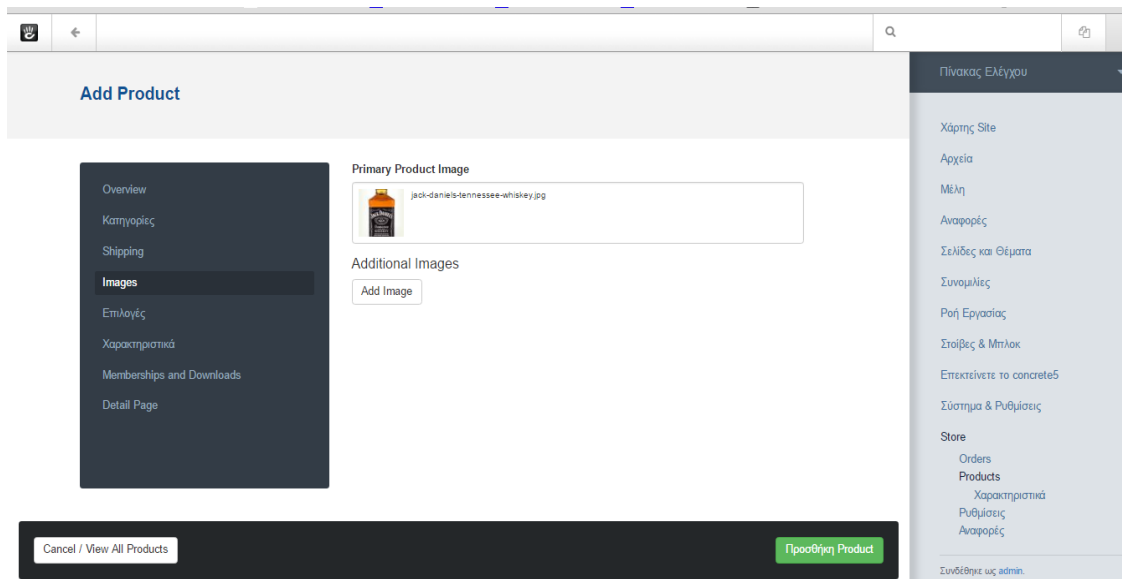 Πίνακας Ελέγχου
Add Product
Χάρτης Site
Αρχεία
Μέλη
Αναφορές
Σελίδες και Θέματα
Συνομιλίες
Ροή Εργασίας
Στοίβες & Μπλοκ
Επεκτείνετε το concrete5
Σύστημα & Ρυθμίσεις
Store
Orders
Products
Χαρακτηριστικά
Ρυθμίσεις
Αναφορές
Συνδέθηκε ως admin.
Overview
Κατηγορίες
Shipping
Images
Επιλογές
Χαρακτηριστικά
Memberships and Downloads
Detail Page
Primary Product Image
jack-daniels-tennessee-whiskey.jpg
Additional Images
Add Image
Cancel / View All Products
Προσθήκη Product